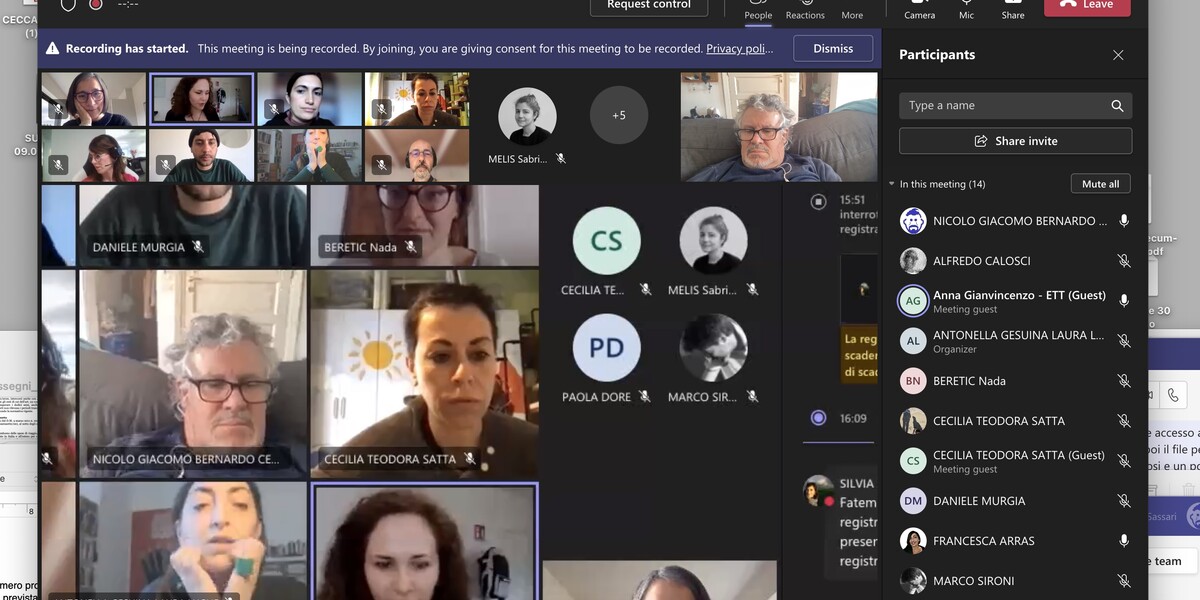 CECCA
(1)
--:--
Request control
People
Reactions
More
Camera
Mic
Share
Leave
Recording has started. This meeting is being recorded. By joining, you are giving consent for this meeting to be recorded. Privacy poli...
Dismiss
Participants
Type a name
Share invite
In this meeting (14)
Mute all
NICOLO GIACOMO BERNARDO ...
ALFREDO CALOSCI
AG
Anna Gianvincenzo - ETT (Guest)
Meeting guest
AL
ANTONELLA GESUINA LAURA L...
Organizer
BN
BERETIC Nada
CECILIA TEODORA SATTA
CS
CECILIA TEODORA SATTA (Guest)
Meeting guest
DM
DANIELE MURGIA
FRANCESCA ARRAS
MARCO SIRONI
MELIS Sabri...
+5
SU
09.0
DANIELE MURGIA
BERETIC Nada
CS
CECILIA TE...
MELIS Sabri...
PD
PAOLA DORE
MARCO SIR...
NICOLO GIACOMO BERNARDO CE...
CECILIA TEODORA SATTA
15:51
interro
registra
La reg
scader
di scad
16:09
SILVIA
Fatem
registr
preser
registr
ssegni_
8
mero pro
prevista
ecum-
pdf
e 30
o
e accesso a
poi il file pe
osi e un po
Sassari
DM
e team